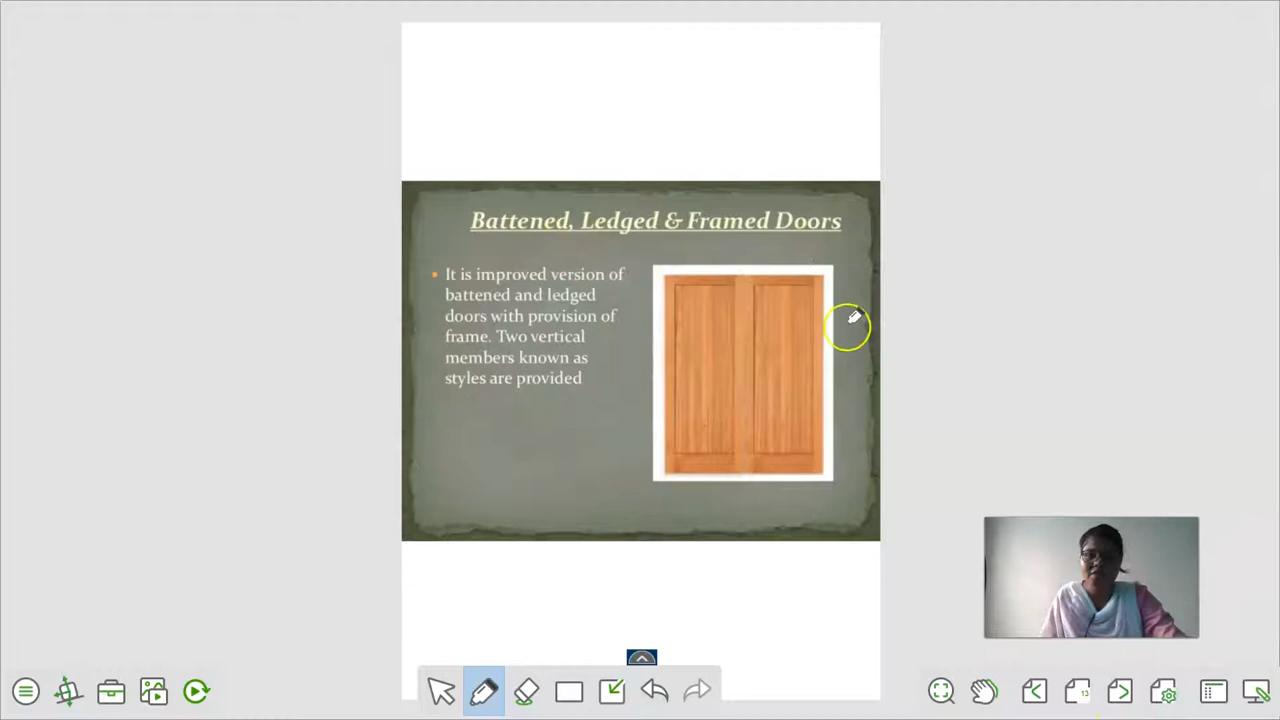 Battened, Ledged & Framed Doors
It is improved version of
battened and ledged
doors with provision of
frame. Two vertical
members known as
styles are provided
13